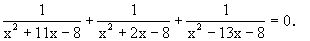 1/(x² + 11x - 8) + 1/(x² + 2x - 8) + 1/(x² - 13x - 8) = 0.